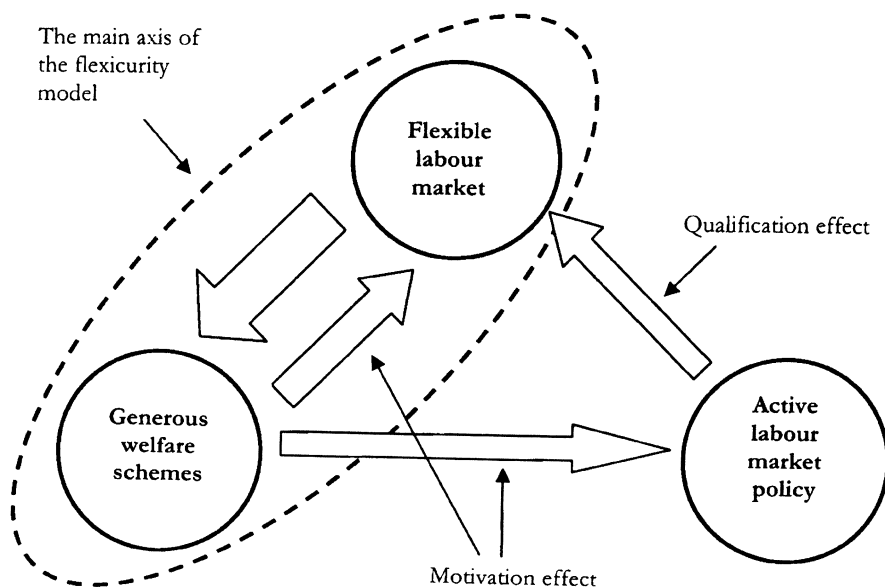 The main axis of
the flexicurity
model
Flexible
labour
market
Qualification effect
Generous
welfare
schemes
Active
labour
market
policy
Motivation effect